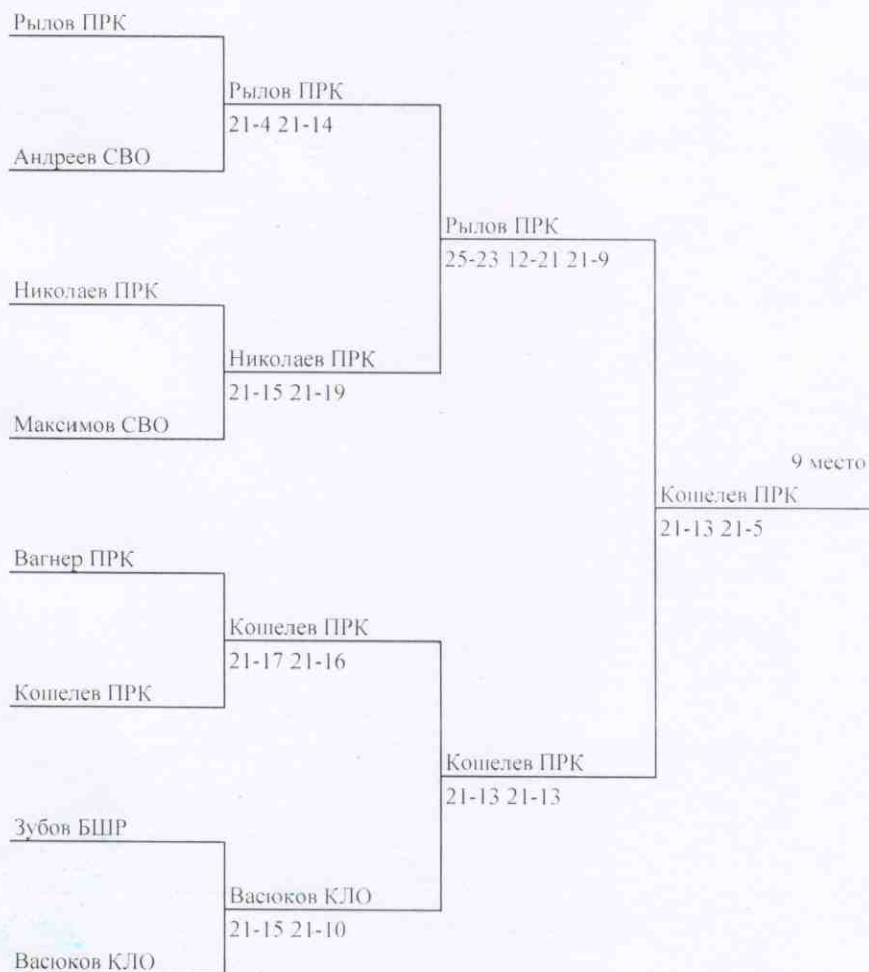 Рылов ПРК
Рылов ПРК
21-4 21-14
Андреев СВО
Рылов ПРК
25-23 12-21 21-9
Николаев ПРК
Николаев ПРК
21-15 21-19
Максимов СВО
9 место
Кошелев ПРК
21-13 21-5
Вагнер ПРК
Кошелев ПРК
21-17 21-16
Кошелев ПРК
Кошелев ПРК
21-13 21-13
Зубов БШР
Васюков КЛО
21-15 21-10
Васюков КЛО